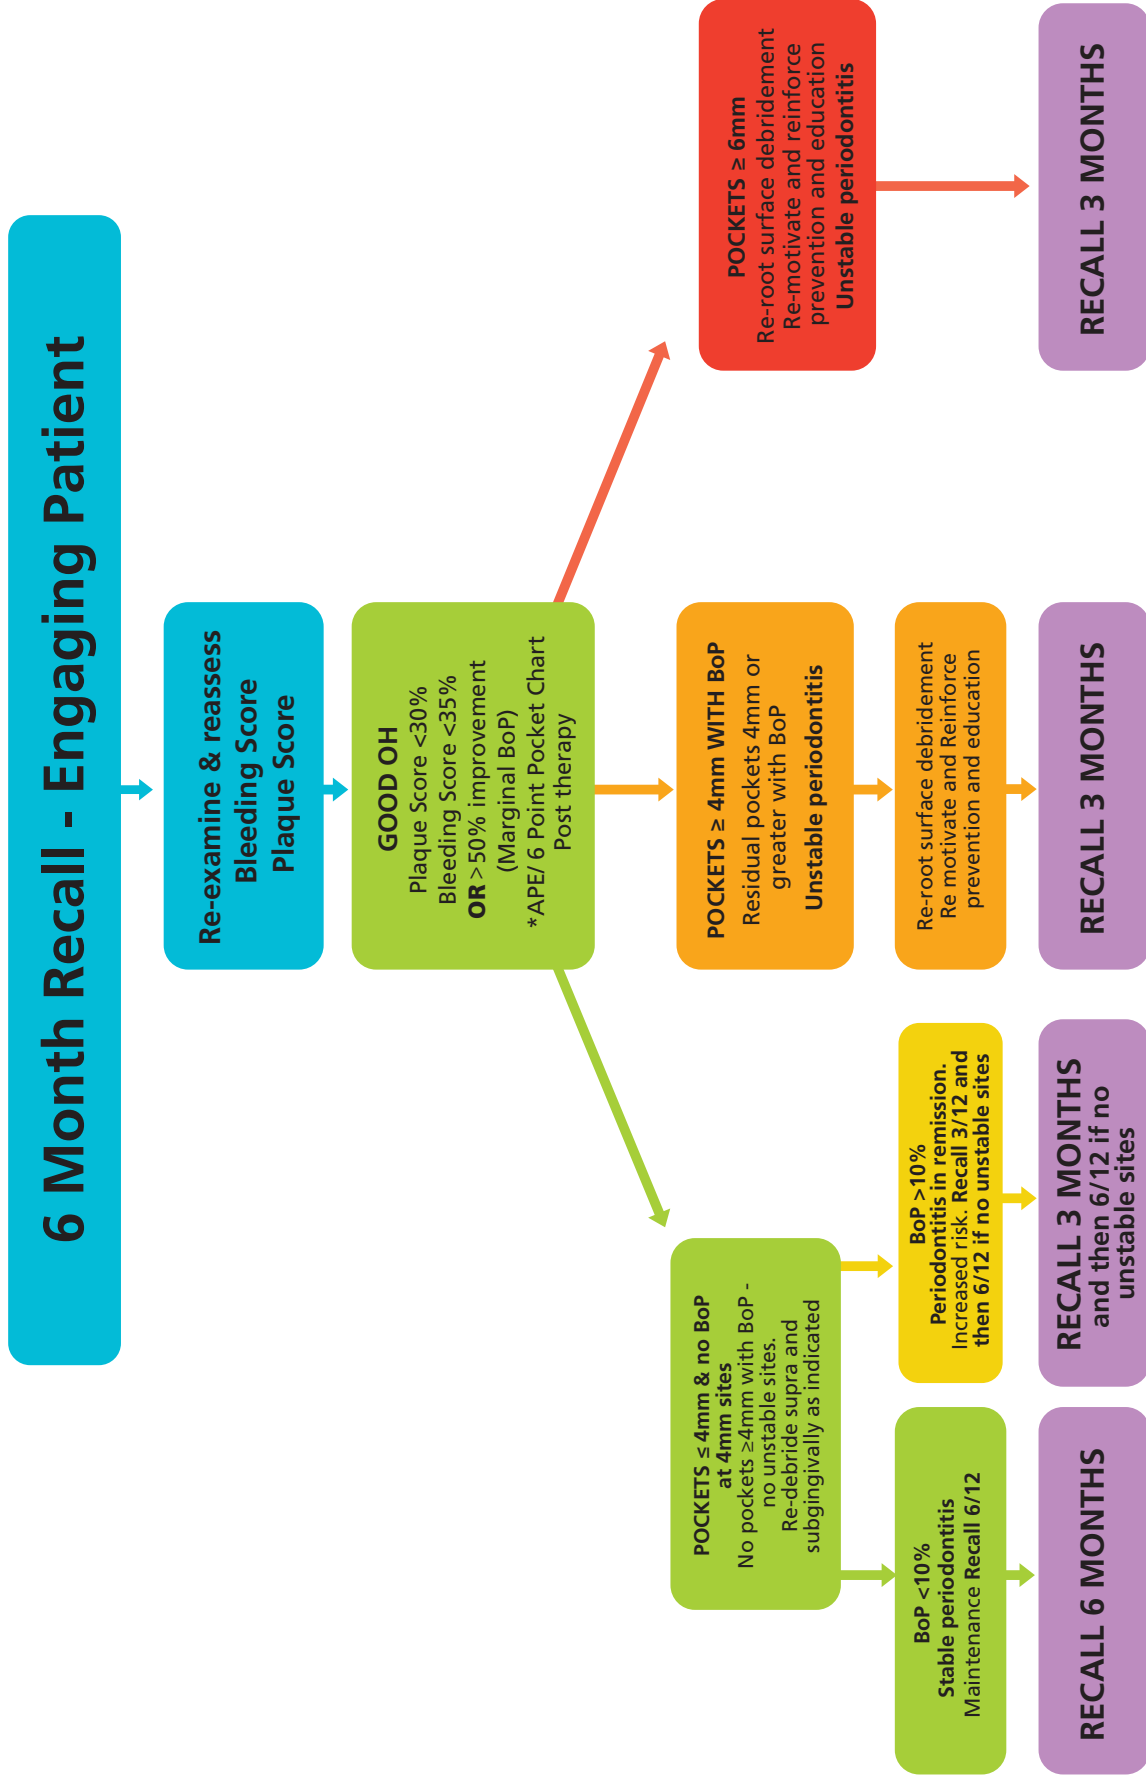 6 Month Recall - Engaging Patient
Re-examine & reassess
Bleeding Score
Plaque Score
GOOD OH
Plaque Score <30%
Bleeding Score <35%
OR > 50% improvement
(Marginal BoP)
*APE/ 6 Point Pocket Chart
Post therapy
POCKETS ≤ 4mm & no BoP
at 4mm sites
No pockets ≥4mm with BoP -
no unstable sites.
Re-debride supra and
subgingivally as indicated
POCKETS ≥ 4mm WITH BoP
Residual pockets 4mm or
greater with BoP
Unstable periodontitis
POCKETS ≥ 6mm
Re-root surface debridement
Re-motivate and reinforce
prevention and education
Unstable periodontitis
BoP <10%
Stable periodontitis
Maintenance Recall 6/12
BoP >10%
Periodontitis in remission.
Increased risk. Recall 3/12 and
then 6/12 if no unstable sites
Re-root surface debridement
Re motivate and Reinforce
prevention and education
RECALL 6 MONTHS
RECALL 3 MONTHS
and then 6/12 if no
unstable sites
RECALL 3 MONTHS
RECALL 3 MONTHS